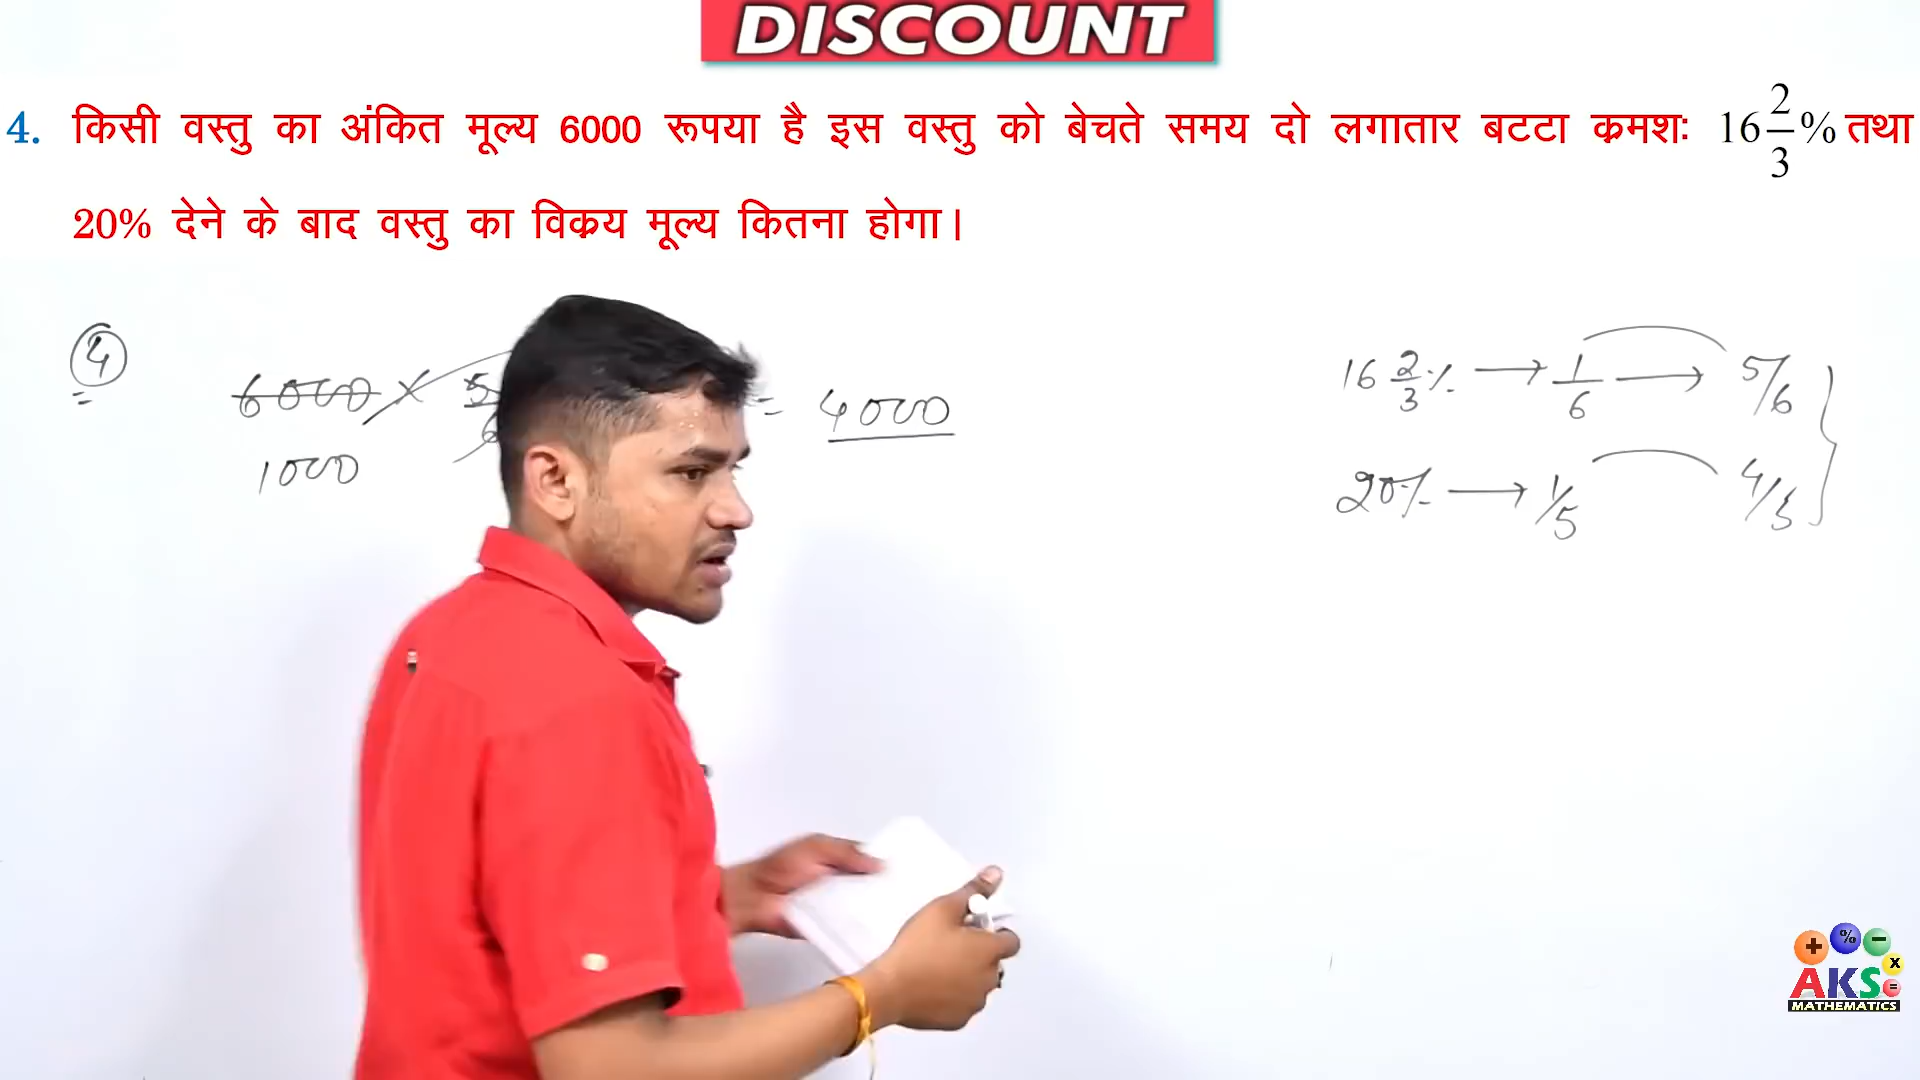 DISCOUNT
4. किसी वस्तु का अंकित मूल्य 6000 रूपया है इस वस्तु को बेचते समय दो लगातार बटटा क्रमशः 16 2/3 % तथा
20% देने के बाद वस्तु का विक्रय मूल्य कितना होगा।
4
6000 × 5 = 4000
1000
16 2/3 % → 1/6 → 5/6
20% → 1/5 4/5
+ % - x =
AKS
MATHEMATICS